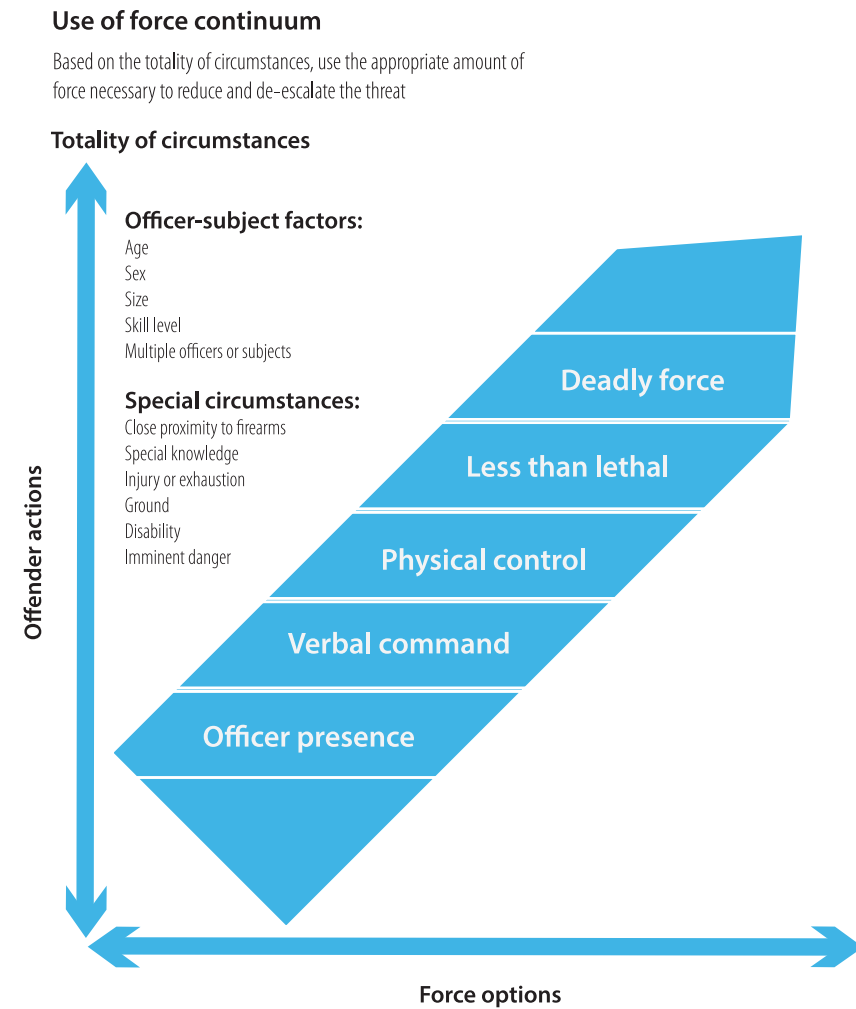 Use of force continuum
Based on the totality of circumstances, use the appropriate amount of
force necessary to reduce and de-escalate the threat
Totality of circumstances
Officer-subject factors:
Age
Sex
Size
Skill level
Multiple officers or subjects
Special circumstances:
Close proximity to firearms
Special knowledge
Injury or exhaustion
Ground
Disability
Imminent danger
Offender actions
Deadly force
Less than lethal
Physical control
Verbal command
Officer presence
Force options